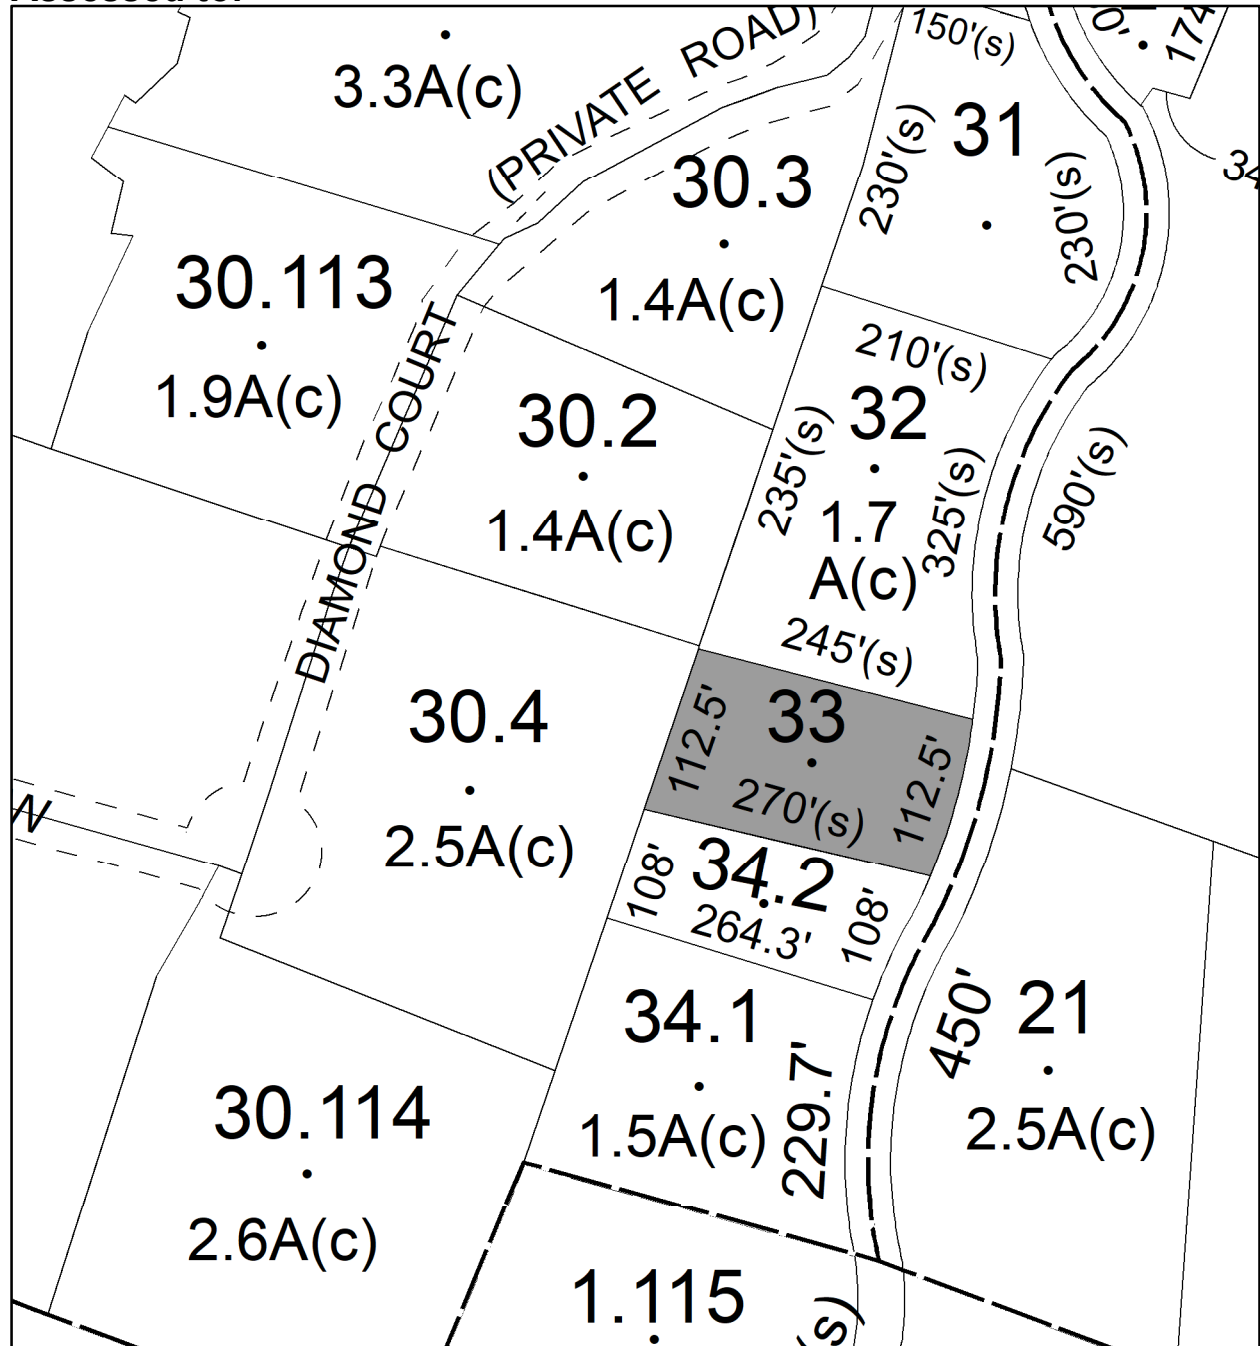 Assessed to:
3.3A(c)
(PRIVATE ROAD)
150'(s)
174
31
230'(s)
230'(s)
30.3
1.4A(c)
30.113
1.9A(c)
DIAMOND COURT
210'(s)
32
235'(s)
325'(s)
1.7
A(c)
590'(s)
30.2
1.4A(c)
245'(s)
33
112.5'
112.5'
270'(s)
30.4
2.5A(c)
N
34.2
108'
108'
264.3'
34.1
1.5A(c)
229.7'
450'
21
2.5A(c)
30.114
2.6A(c)
1.115
(s)